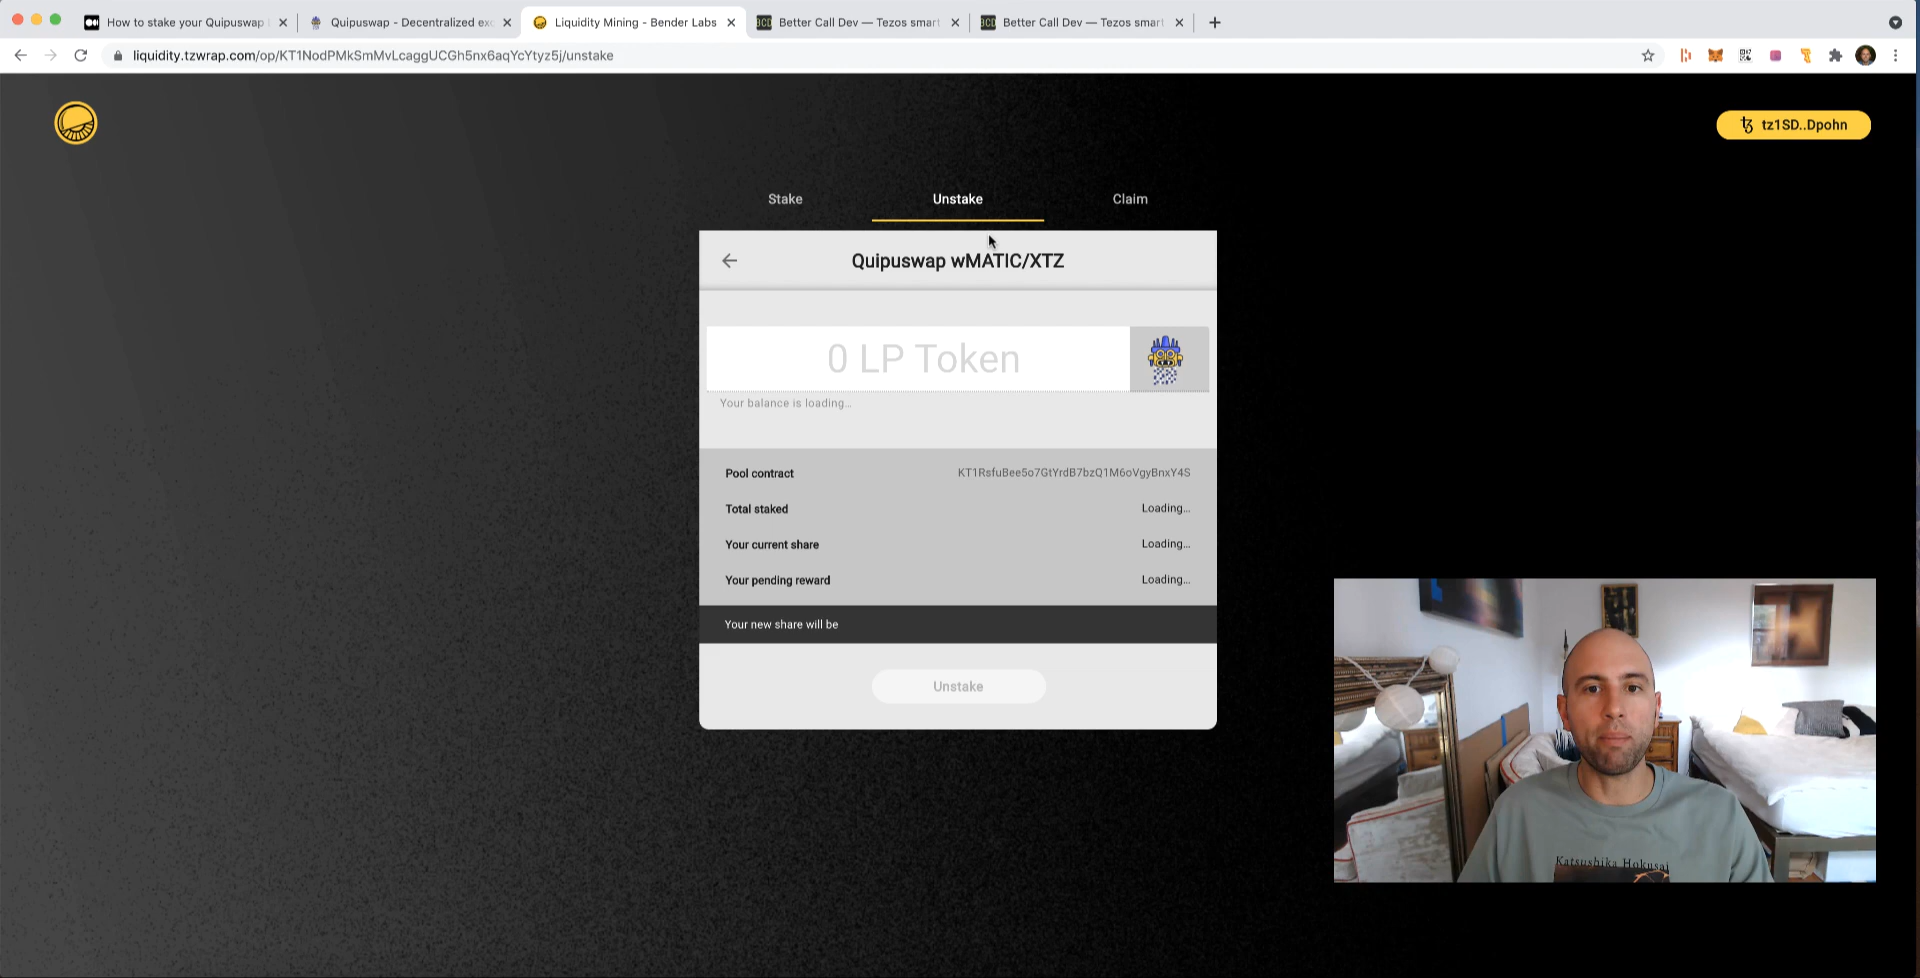 How to stake your Quipuswap
Quipuswap - Decentralized exc
Liquidity Mining - Bender Labs
BCD Better Call Dev — Tezos smart
BCD Better Call Dev — Tezos smart
liquidity.tzwrap.com/op/KT1NodPMkSmMvLcaggUCGh5nx6aqYcYtyz5j/unstake
tz1SD..Dpohn
Stake
Unstake
Claim
Quipuswap wMATIC/XTZ
0 LP Token
Your balance is loading...
Pool contract
KT1RsfuBee5o7GtYrdB7bzQ1M6oVgyBnxY4S
Total staked
Loading...
Your current share
Loading...
Your pending reward
Loading...
Your new share will be
Unstake
Katsushika Hokusai